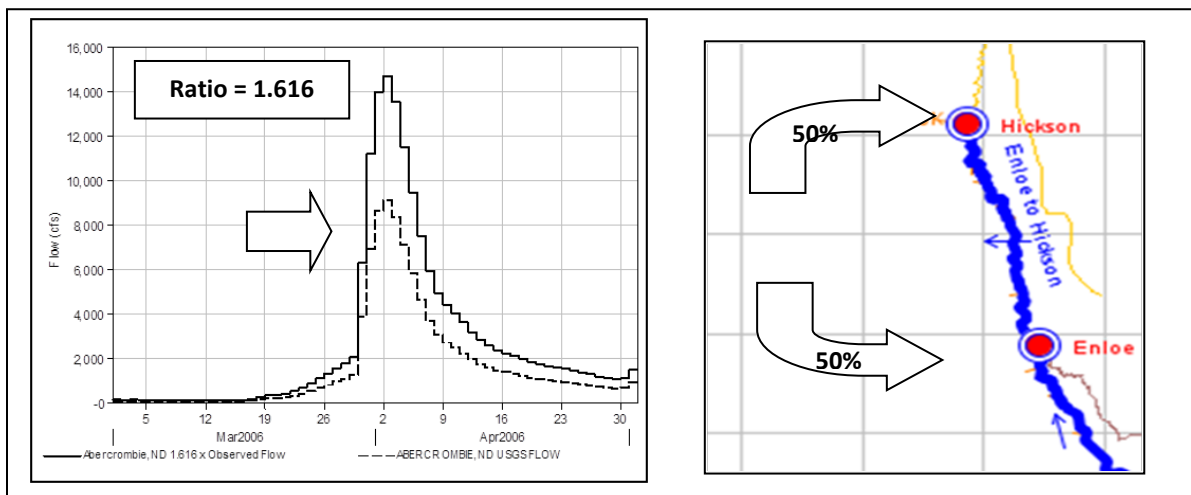 16,000
14,000
12,000
10,000
8,000
6,000
4,000
2,000
-0
Flow (cfs)
Ratio = 1.616
5
12
19
26
2
9
16
23
30
Mar2006
Apr2006
Abercrombie, ND 1.616 x Observed Flow
ABERCROMBIE, ND USGS FLOW
50%
Hickson
Enloe to Hickson
50%
Enloe